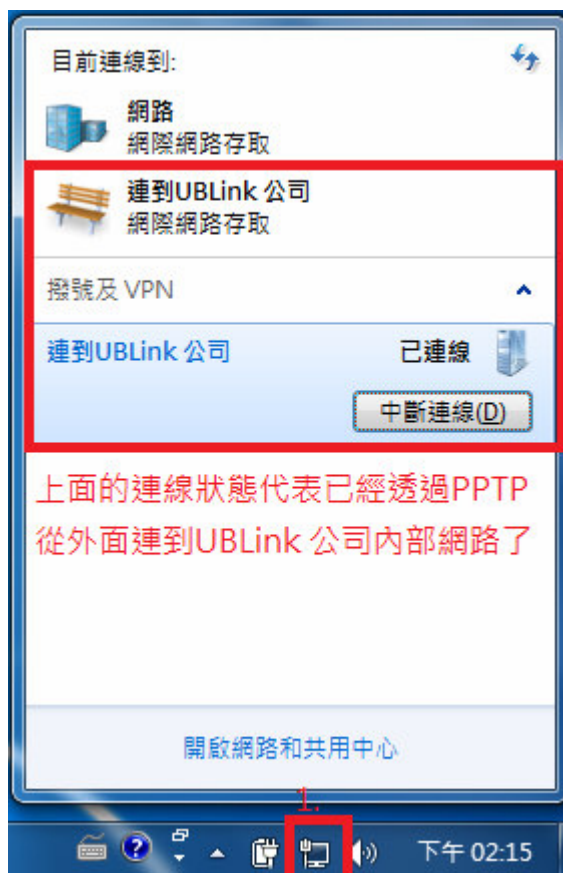 目前連線到:
網路
網際網路存取
連到UBLink 公司
網際網路存取
撥號及 VPN
連到UBLink 公司 已連線
中斷連線(D)
上面的連線狀態代表已經透過PPTP
從外面連到UBLink 公司內部網路了
開啟網路和共用中心
1.
下午 02:15